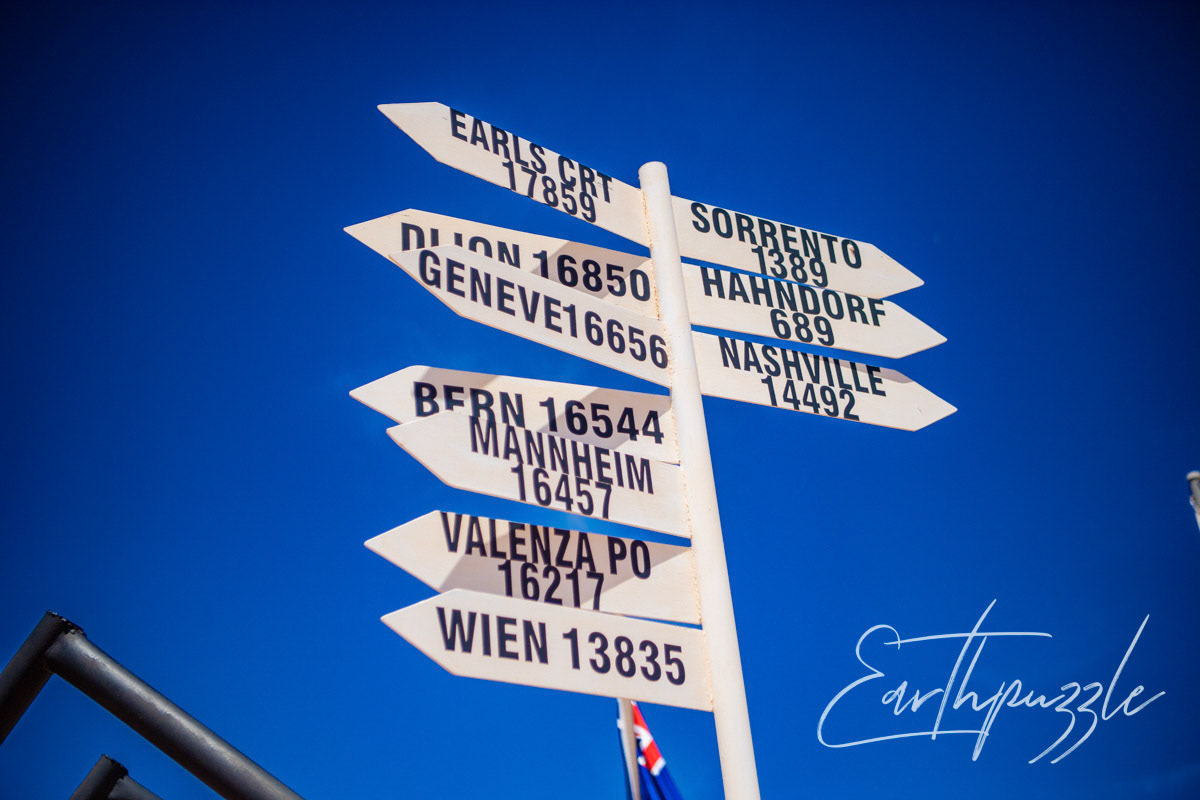 EARLS CRT
17859
SORRENTO
1389
DIJON 16850
HAHNDORF
689
GENEVE16656
NASHVILLE
14492
BERN 16544
MANNHEIM
16457
VALENZA PO
16217
WIEN 13835
Earthpuzzle